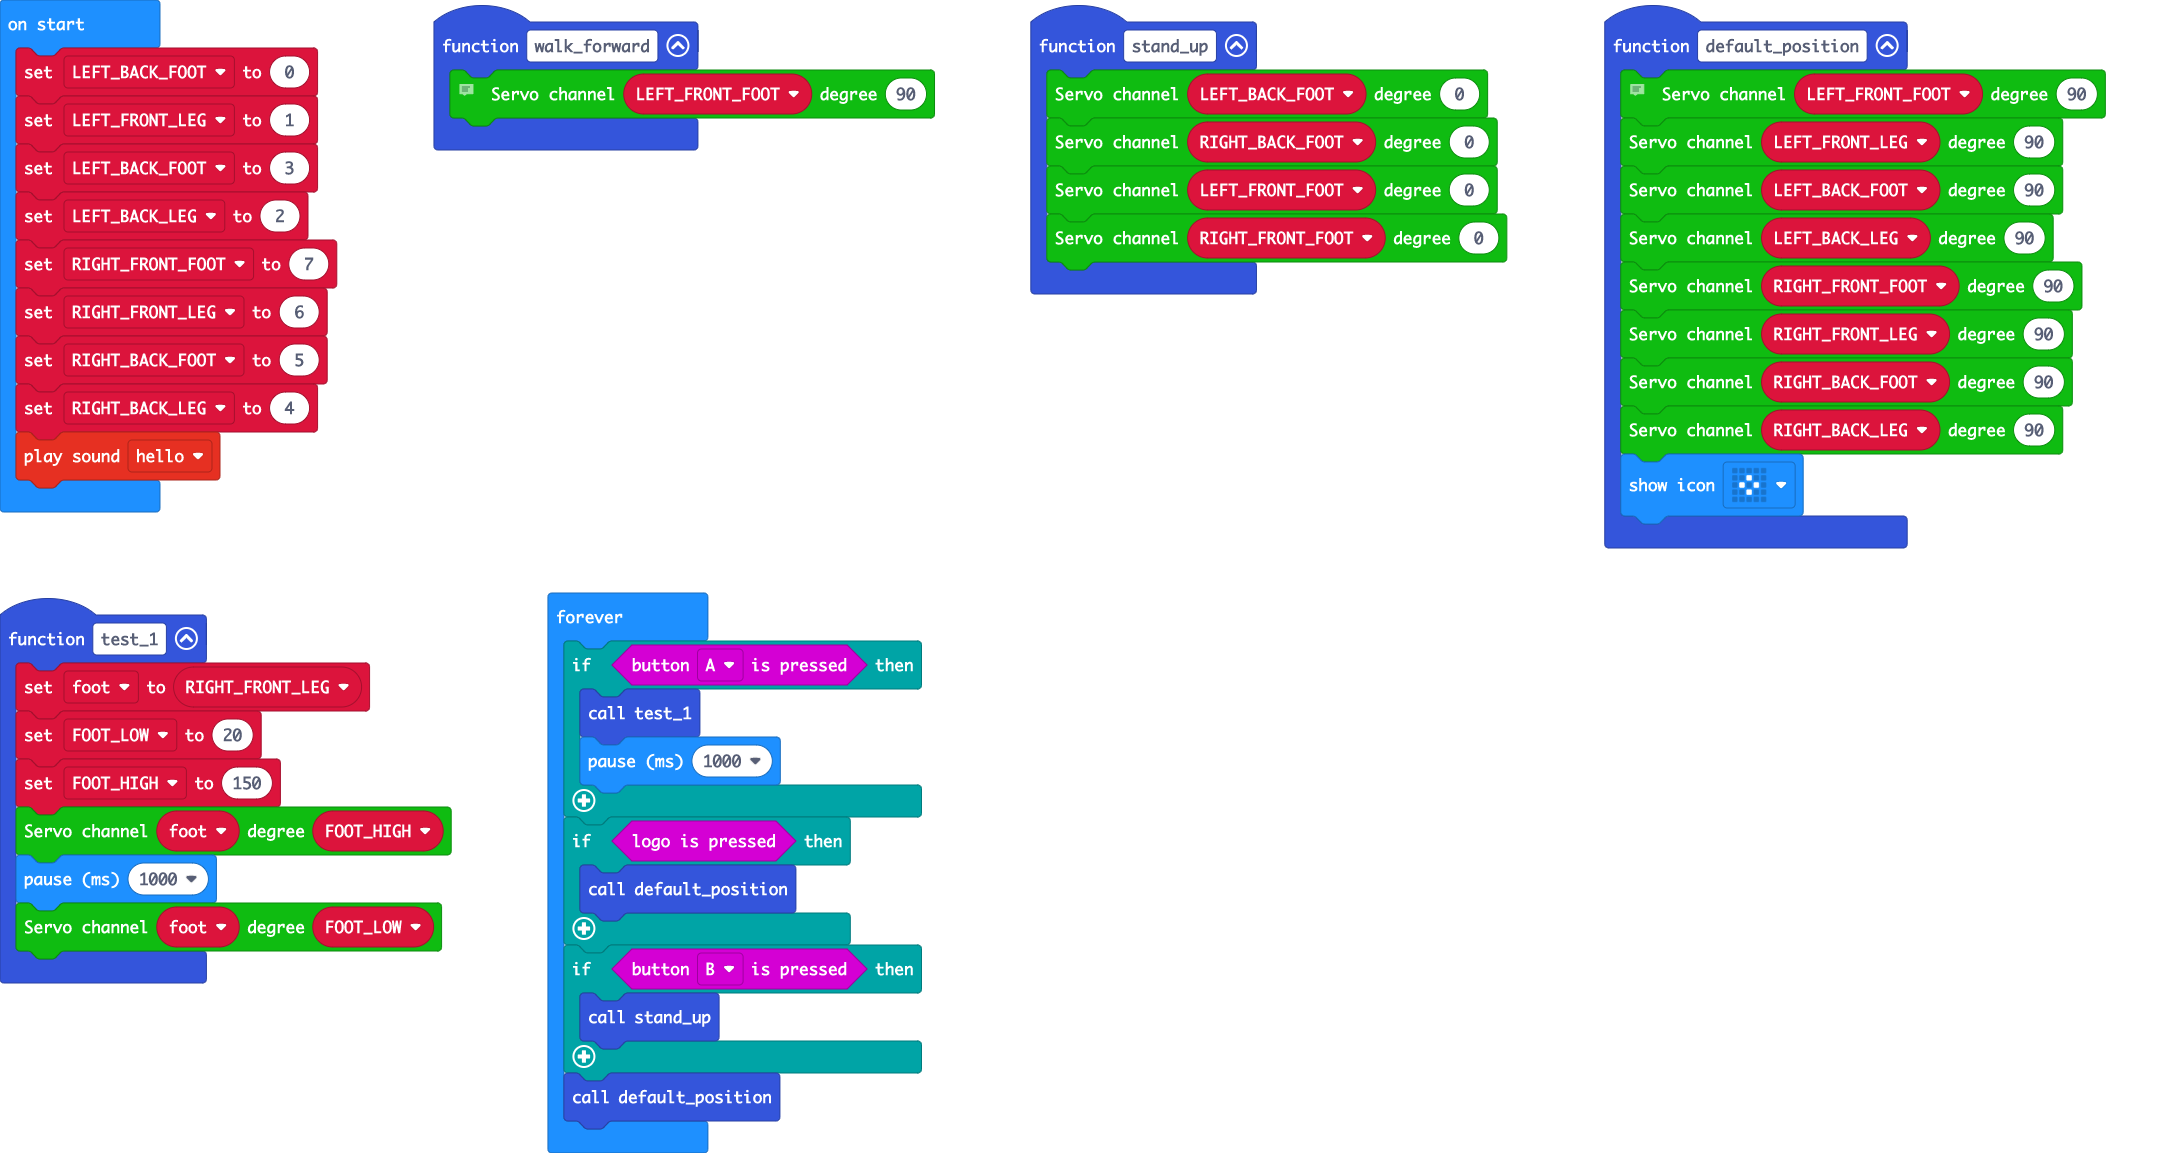 on start
set LEFT_BACK_FOOT to 0
set LEFT_FRONT_LEG to 1
set LEFT_BACK_FOOT to 3
set LEFT_BACK_LEG to 2
set RIGHT_FRONT_FOOT to 7
set RIGHT_FRONT_LEG to 6
set RIGHT_BACK_FOOT to 5
set RIGHT_BACK_LEG to 4
play sound hello
function walk_forward
Servo channel LEFT_FRONT_FOOT degree 90
function stand_up
Servo channel LEFT_BACK_FOOT degree 0
Servo channel RIGHT_BACK_FOOT degree 0
Servo channel LEFT_FRONT_FOOT degree 0
Servo channel RIGHT_FRONT_FOOT degree 0
function default_position
Servo channel LEFT_FRONT_FOOT degree 90
Servo channel LEFT_FRONT_LEG degree 90
Servo channel LEFT_BACK_FOOT degree 90
Servo channel LEFT_BACK_LEG degree 90
Servo channel RIGHT_FRONT_FOOT degree 90
Servo channel RIGHT_FRONT_LEG degree 90
Servo channel RIGHT_BACK_FOOT degree 90
Servo channel RIGHT_BACK_LEG degree 90
show icon
function test_1
set foot to RIGHT_FRONT_LEG
set FOOT_LOW to 20
set FOOT_HIGH to 150
Servo channel foot degree FOOT_HIGH
pause (ms) 1000
Servo channel foot degree FOOT_LOW
forever
if button A is pressed then
call test_1
pause (ms) 1000
if logo is pressed then
call default_position
if button B is pressed then
call stand_up
call default_position